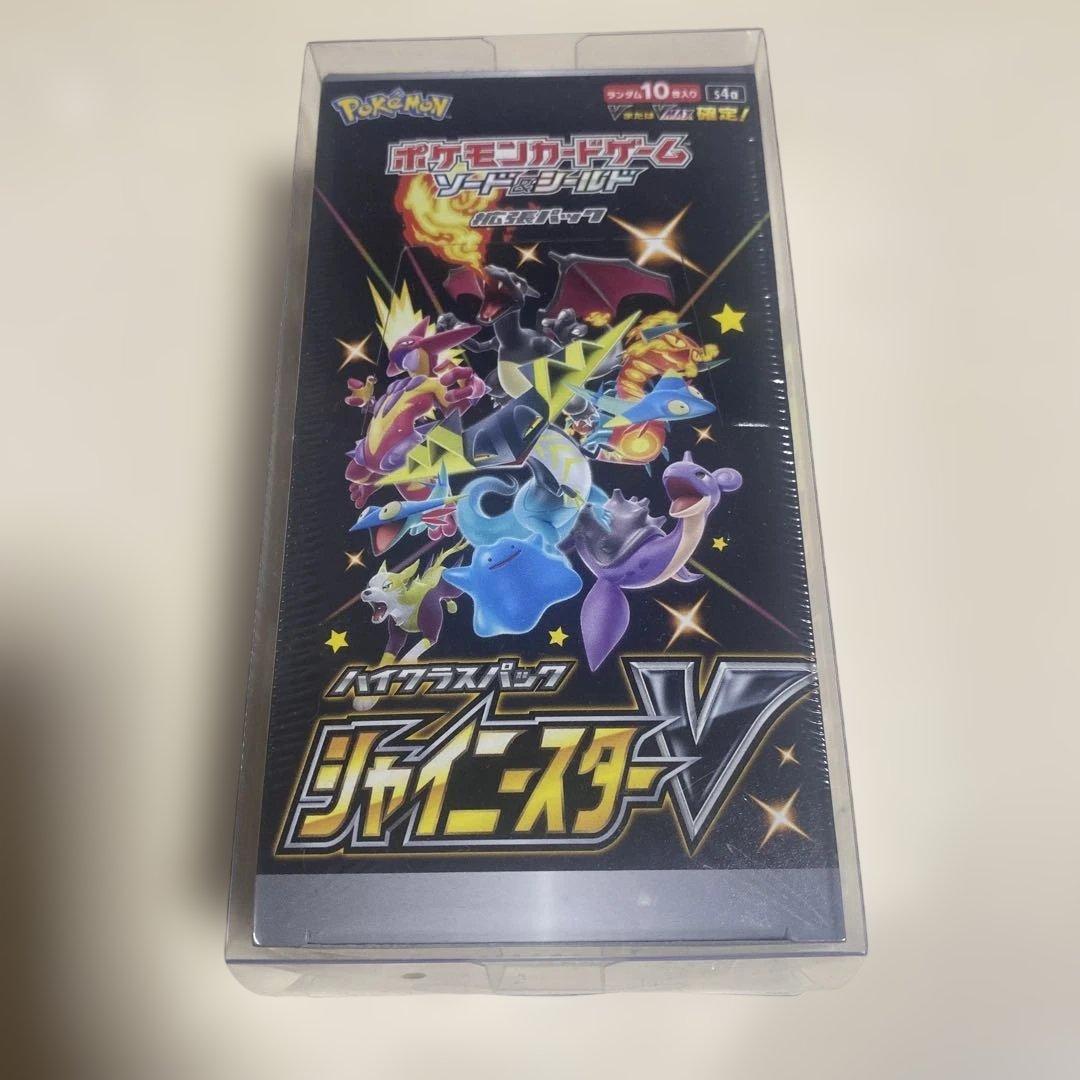 Pokémon
ランダム10枚入り S4a
VまたはVMAX確定!
ポケモンカードゲーム
ソード&シールド
拡張パック
ハイクラスパック
シャイニースターV